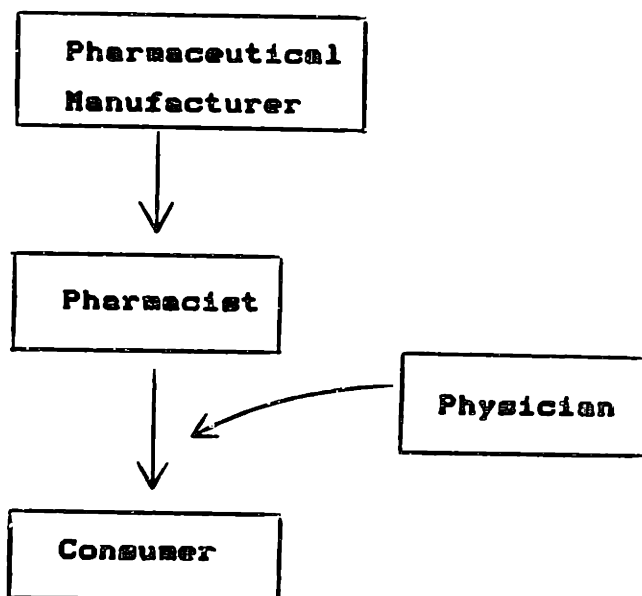 Pharmaceutical
Manufacturer
Pharmacist
Physician
Consumer